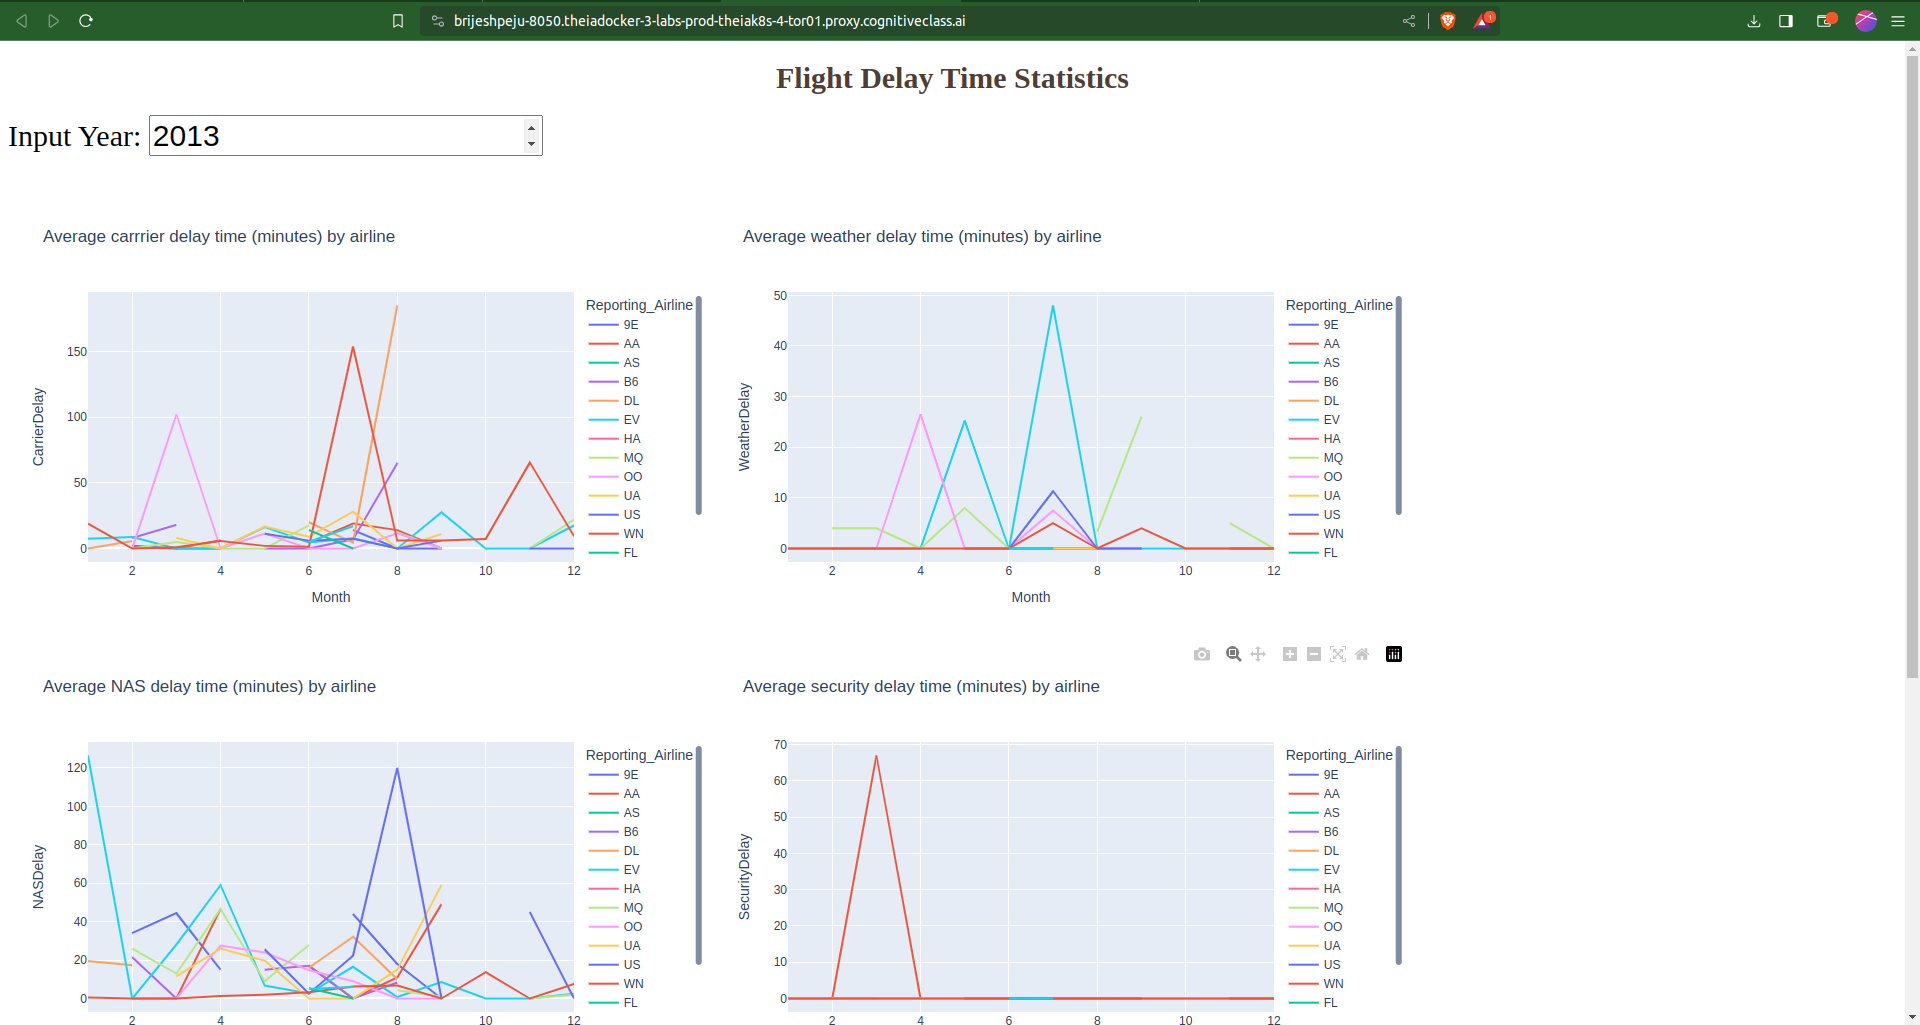 brijeshpeju-8050.theiadocker-3-labs-prod-theiak8s-4-tor01.proxy.cognitiveclass.ai
1
Flight Delay Time Statistics
Input Year: 2013
Average carrrier delay time (minutes) by airline
CarrierDelay
150
100
50
0
2 4 6 8 10 12
Month
Reporting_Airline
9E
AA
AS
B6
DL
EV
HA
MQ
OO
UA
US
WN
FL
Average weather delay time (minutes) by airline
WeatherDelay
50
40
30
20
10
0
2 4 6 8 10 12
Month
Reporting_Airline
9E
AA
AS
B6
DL
EV
HA
MQ
OO
UA
US
WN
FL
Average NAS delay time (minutes) by airline
NASDelay
120
100
80
60
40
20
0
2 4 6 8 10 12
Reporting_Airline
9E
AA
AS
B6
DL
EV
HA
MQ
OO
UA
US
WN
FL
Average security delay time (minutes) by airline
SecurityDelay
70
60
50
40
30
20
10
0
2 4 6 8 10 12
Reporting_Airline
9E
AA
AS
B6
DL
EV
HA
MQ
OO
UA
US
WN
FL